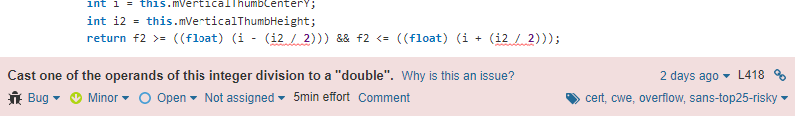 int i = this.mVerticalThumbCenterY;
int i2 = this.mVerticalThumbHeight;
return f2 >= ((float) (i - (i2 / 2))) && f2 <= ((float) (i + (i2 / 2)));
Cast one of the operands of this integer division to a "double". Why is this an issue? 2 days ago L418
Bug Minor Open Not assigned 5min effort Comment cert, cwe, overflow, sans-top25-risky